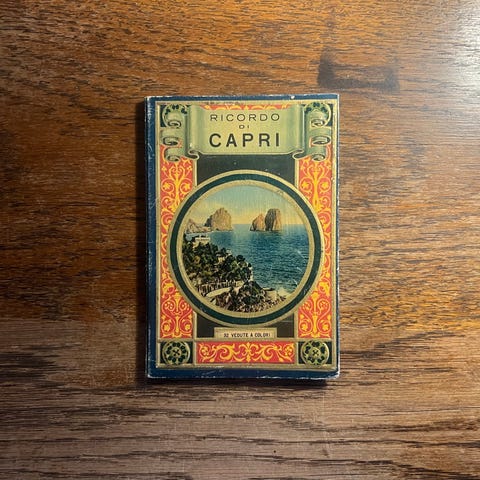 RICORDO
DI
CAPRI
32 VEDUTE A COLORI